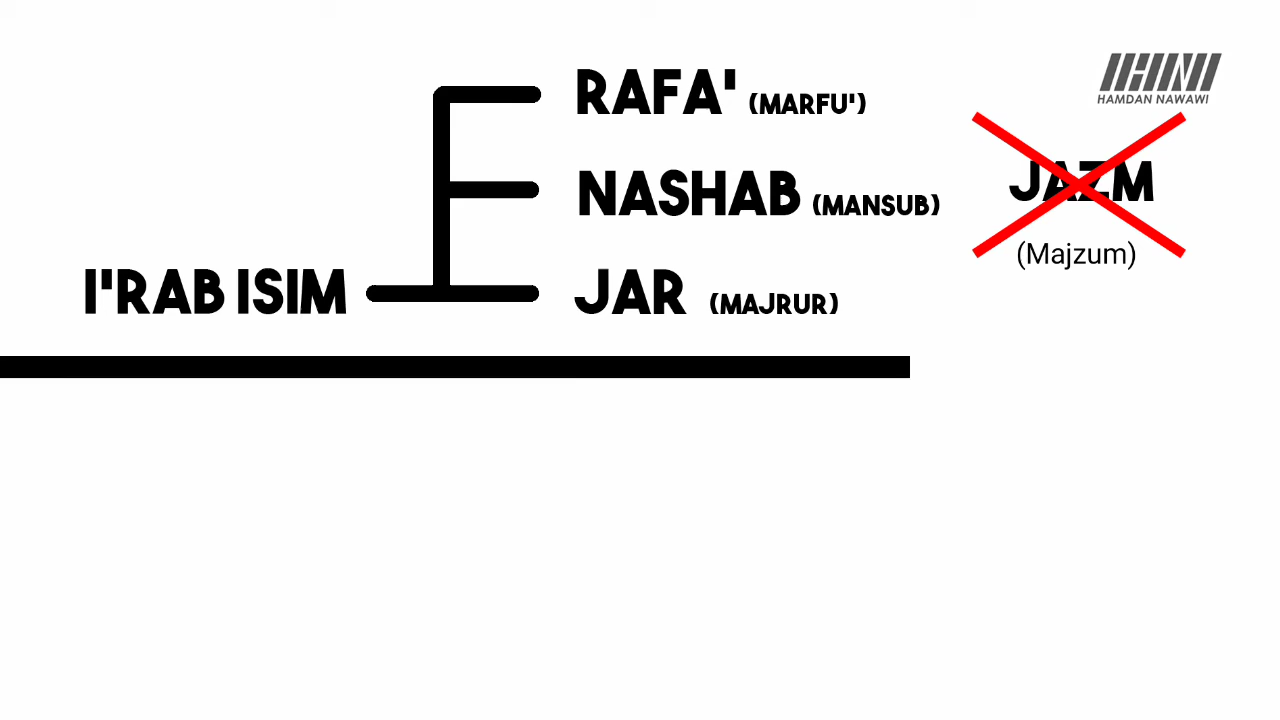 RAFA' (MARFU')
HAMDAN NAWAWI
NASHAB (MANSUB)
JAZM
(Majzum)
I'RAB ISIM
JAR (MAJRUR)